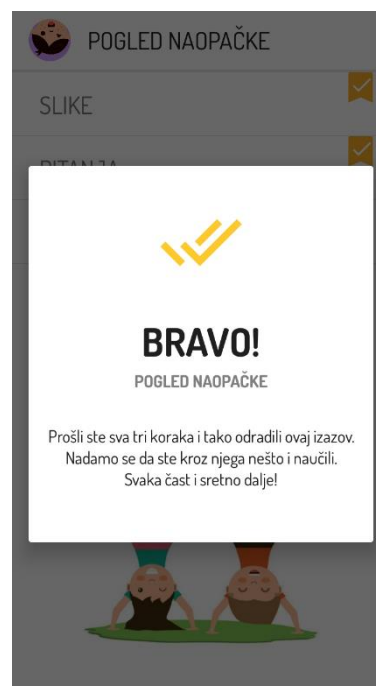 POGLED NAOPAČKE
SLIKE
PITANJA
BRAVO!
POGLED NAOPAČKE
Prošli ste sva tri koraka i tako odradili ovaj izazov.
Nadamo se da ste kroz njega nešto i naučili.
Svaka čast i sretno dalje!